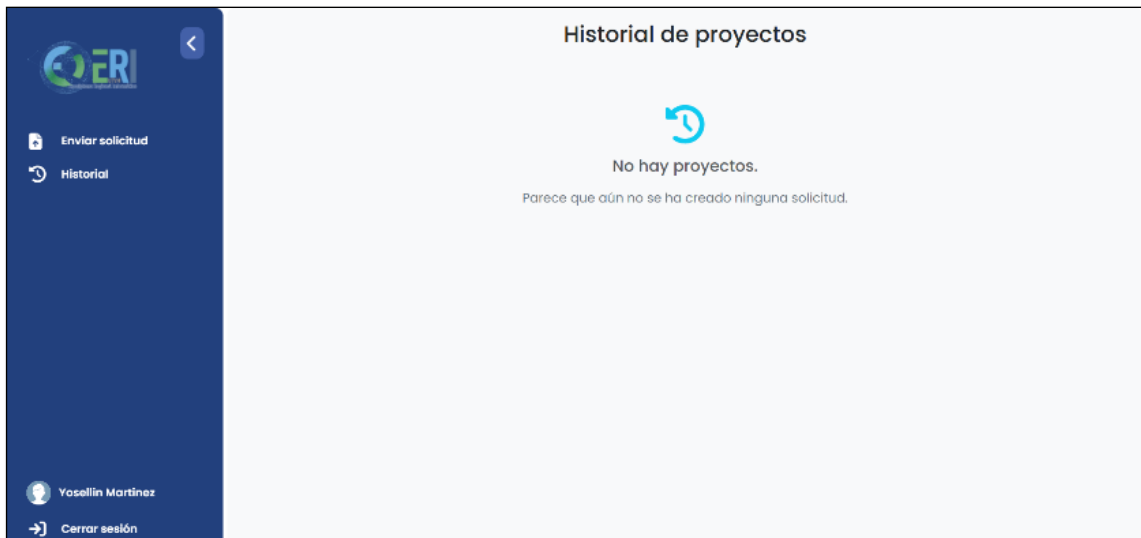 ERI
Enviar solicitud
Historial
Yosellin Martinez
Cerrar sesión
Historial de proyectos
No hay proyectos.
Parece que aún no se ha creado ninguna solicitud.